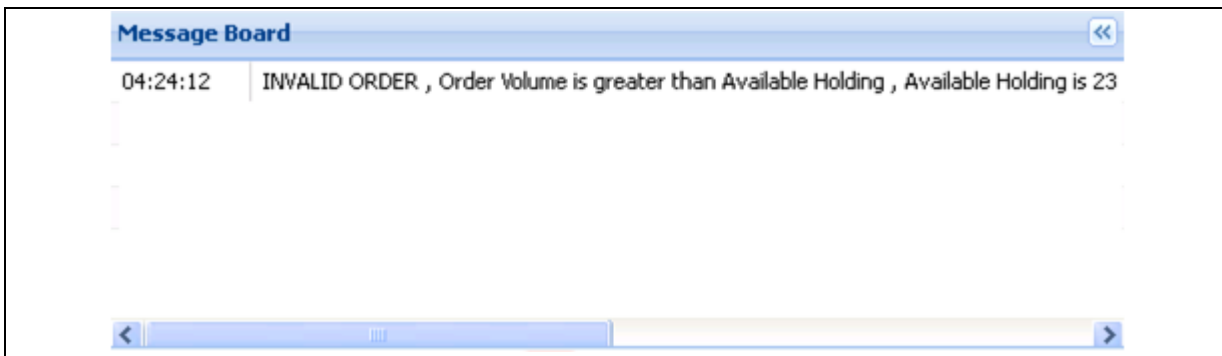 Message Board
04:24:12 INVALID ORDER , Order Volume is greater than Available Holding , Available Holding is 23